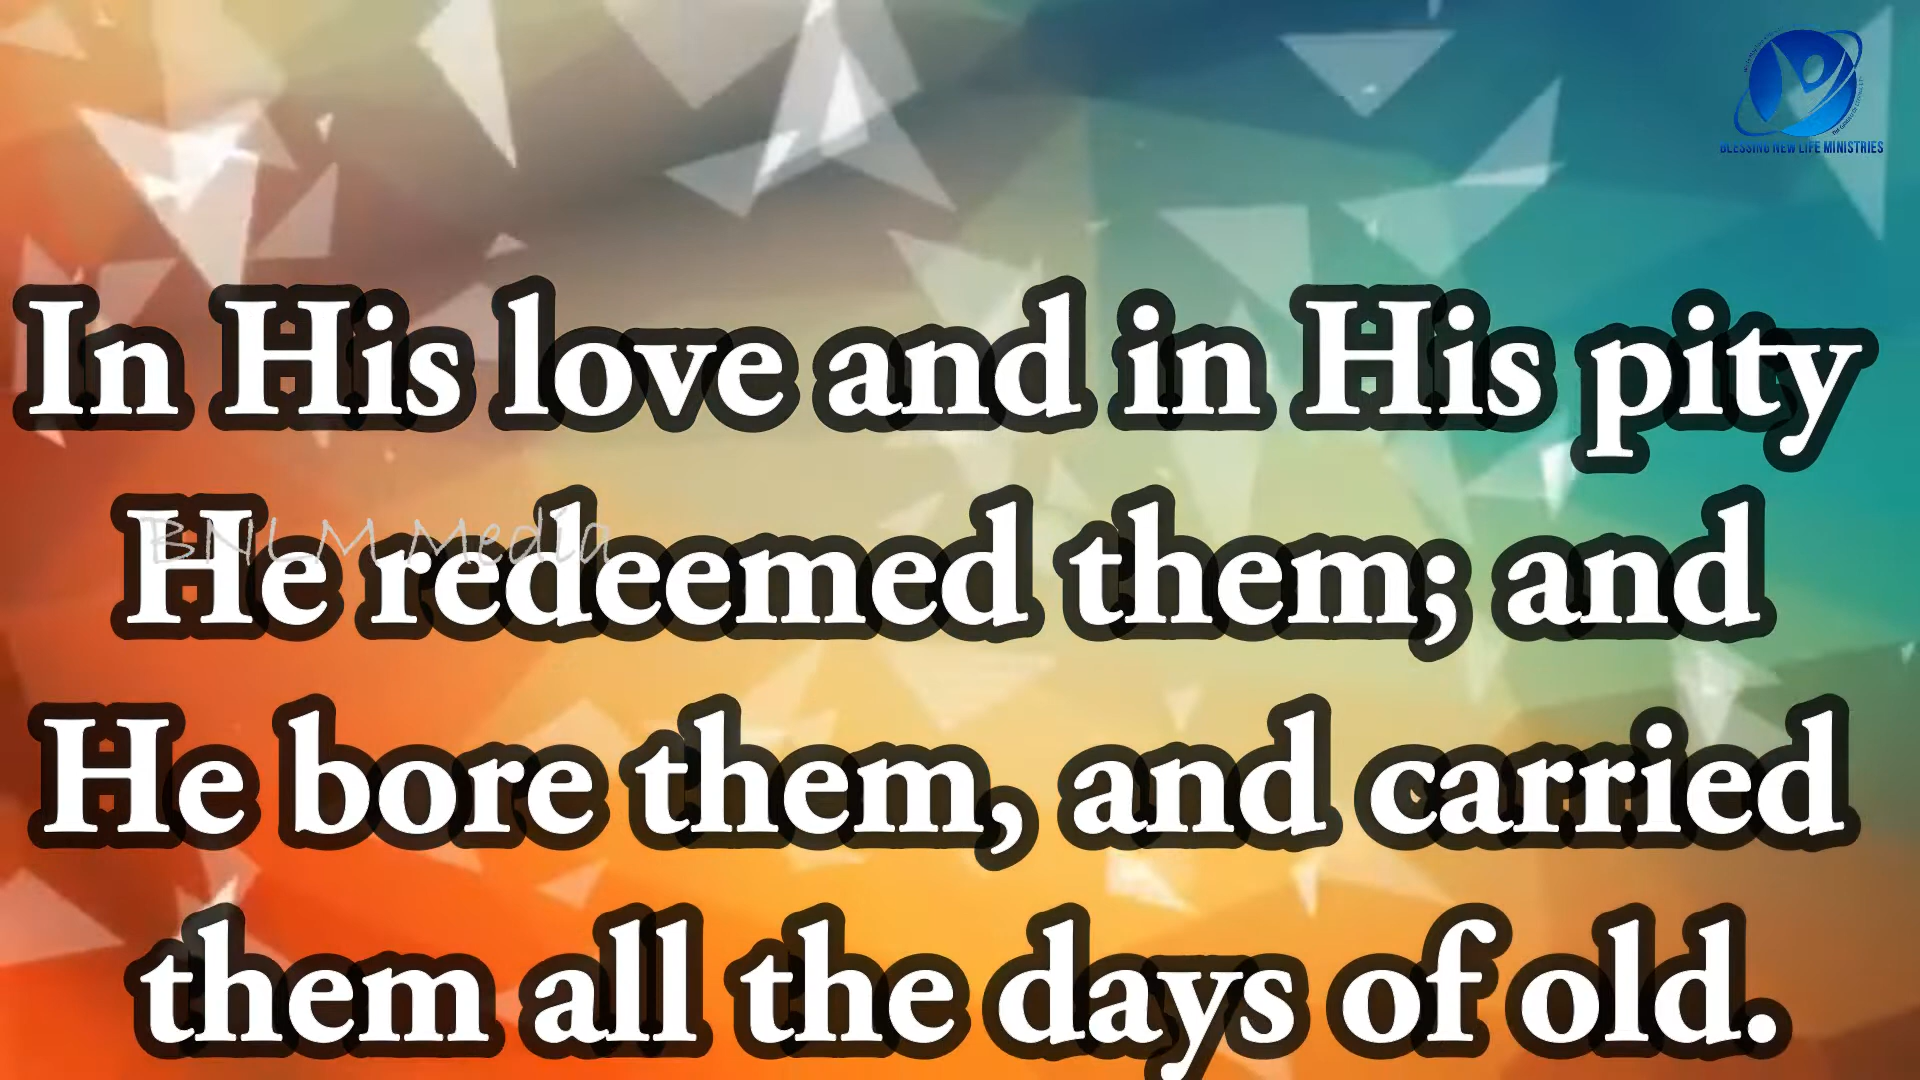 BLESSING NEW LIFE MINISTRIES
In His love and in His pity
BNLM Media
He redeemed them; and
He bore them, and carried
them all the days of old.